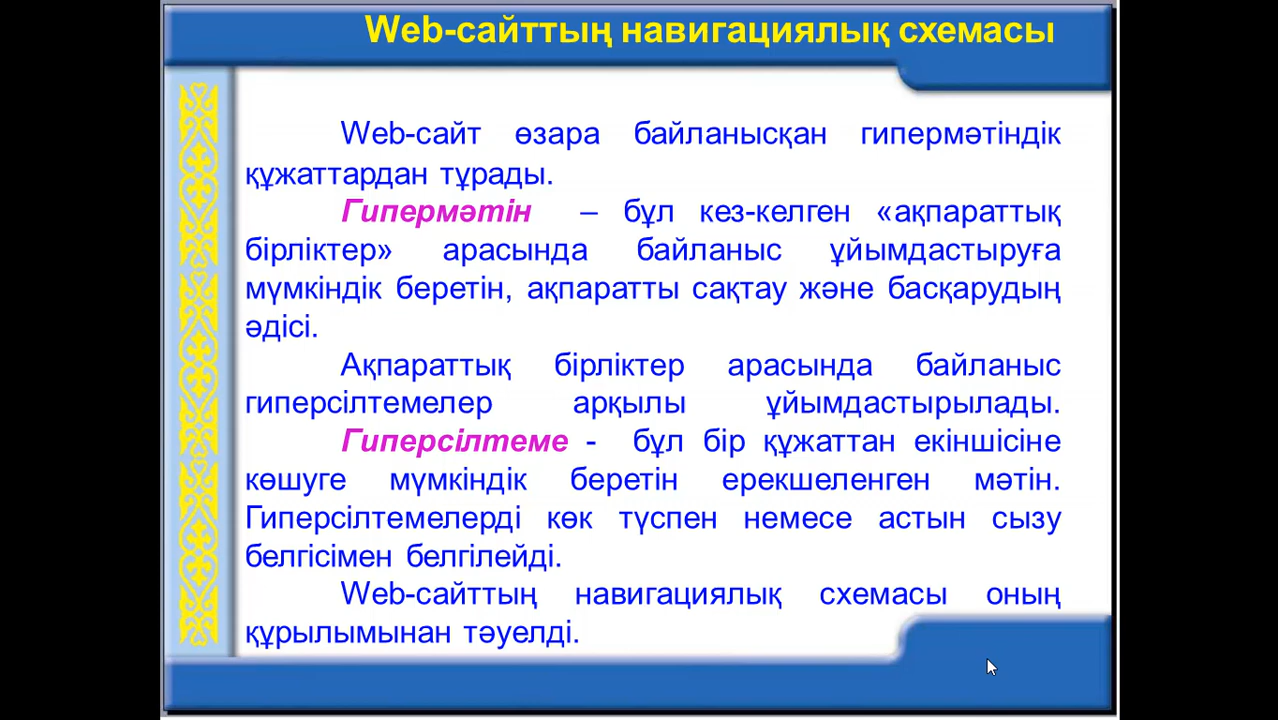 Web-сайттың навигациялық схемасы
Web-сайт өзара байланысқан гипермәтіндік
құжаттардан тұрады.
Гипермәтін – бұл кез-келген «ақпараттық
бірліктер» арасында байланыс ұйымдастыруға
мүмкіндік беретін, ақпаратты сақтау және басқарудың
әдісі.
Ақпараттық бірліктер арасында байланыс
гиперсілтемелер арқылы ұйымдастырылады.
Гиперсілтеме - бұл бір құжаттан екіншісіне
көшуге мүмкіндік беретін ерекшеленген мәтін.
Гиперсілтемелерді көк түспен немесе астын сызу
белгісімен белгілейді.
Web-сайттың навигациялық схемасы оның
құрылымынан тәуелді.